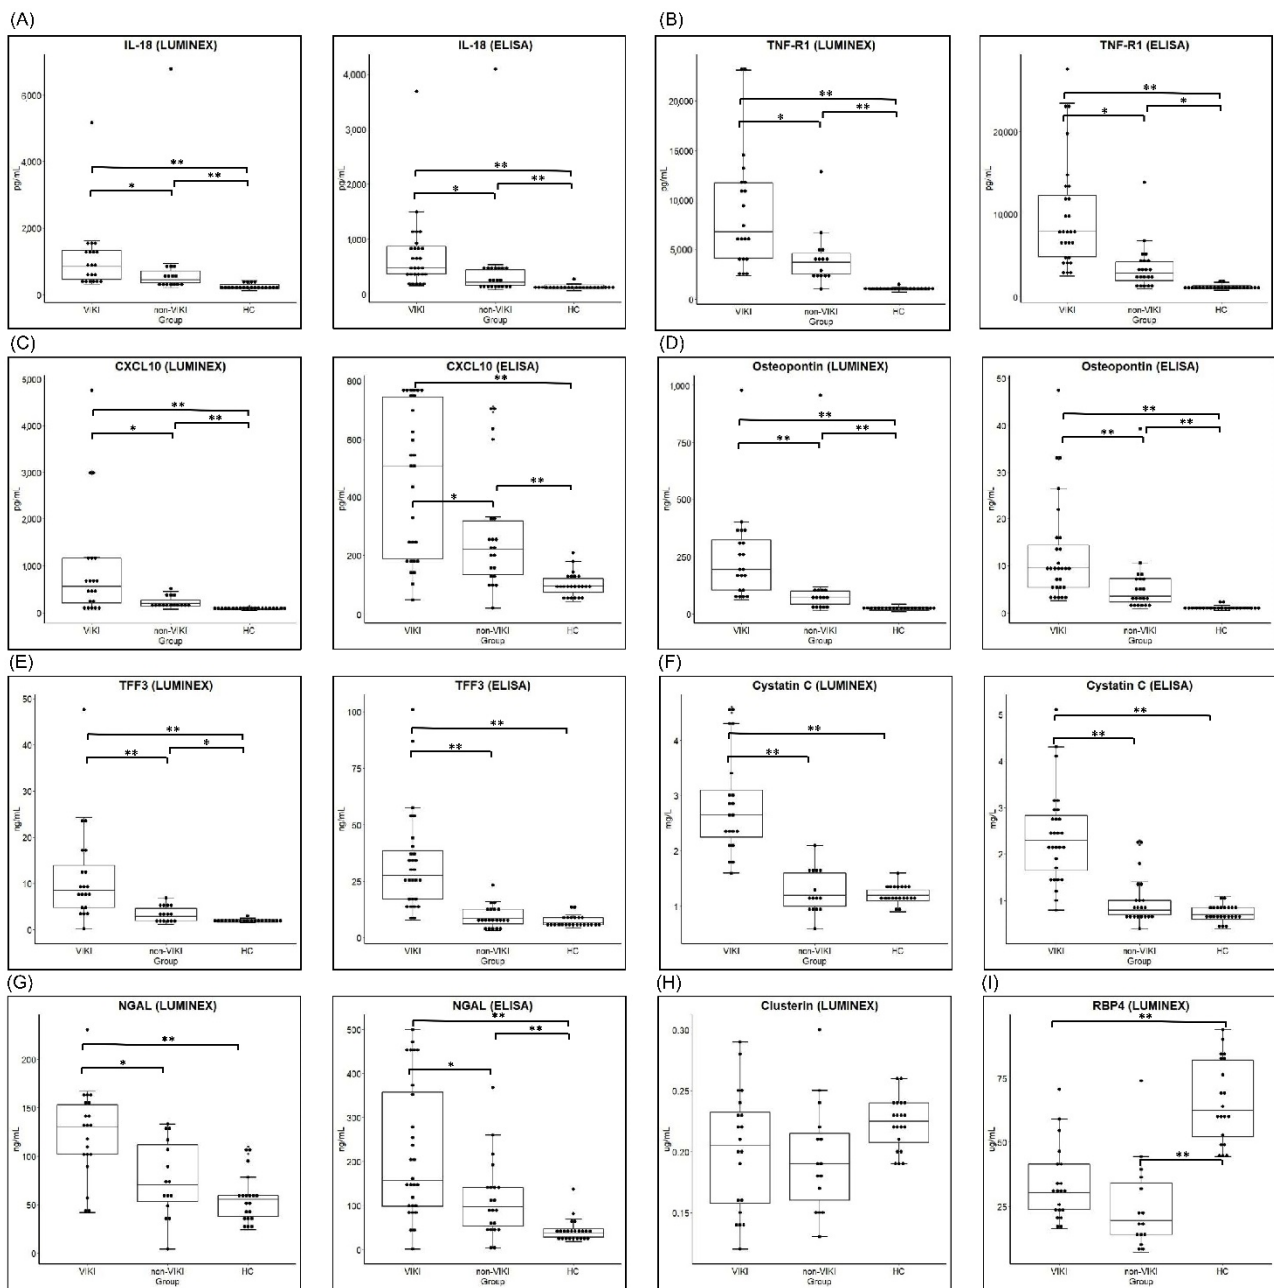 (A)
IL-18 (LUMINEX)
pg/mL
6,000
4,000
2,000
0
**
*
**
VIKI non-VIKI HC
Group
IL-18 (ELISA)
pg/mL
4,000
3,000
2,000
1,000
0
**
*
**
VIKI non-VIKI HC
Group
(B)
TNF-R1 (LUMINEX)
pg/mL
20,000
15,000
10,000
5,000
0
**
**
*
VIKI non-VIKI HC
Group
TNF-R1 (ELISA)
pg/mL
20,000
10,000
0
**
*
*
VIKI non-VIKI HC
Group
(C)
CXCL10 (LUMINEX)
pg/mL
5,000
4,000
3,000
2,000
1,000
0
**
**
*
VIKI non-VIKI HC
Group
CXCL10 (ELISA)
pg/mL
800
600
400
200
0
**
**
*
VIKI non-VIKI HC
Group
(D)
Osteopontin (LUMINEX)
ng/mL
1,000
750
500
250
0
**
**
**
VIKI non-VIKI HC
Group
Osteopontin (ELISA)
ng/mL
50
40
30
20
10
0
**
**
**
VIKI non-VIKI HC
Group
(E)
TFF3 (LUMINEX)
ng/mL
50
40
30
20
10
0
**
*
**
VIKI non-VIKI HC
Group
TFF3 (ELISA)
ng/mL
100
75
50
25
0
**
**
VIKI non-VIKI HC
Group
(F)
Cystatin C (LUMINEX)
mg/L
4
3
2
1
**
**
VIKI non-VIKI HC
Group
Cystatin C (ELISA)
mg/L
5
4
3
2
1
**
**
VIKI non-VIKI HC
Group
(G)
NGAL (LUMINEX)
ng/mL
200
150
100
50
0
**
*
VIKI non-VIKI HC
Group
NGAL (ELISA)
ng/mL
500
400
300
200
100
0
**
**
*
VIKI non-VIKI HC
Group
(H)
Clusterin (LUMINEX)
ug/mL
0.30
0.25
0.20
0.15
VIKI non-VIKI HC
Group
(I)
RBP4 (LUMINEX)
ug/mL
75
50
25
**
**
VIKI non-VIKI HC
Group